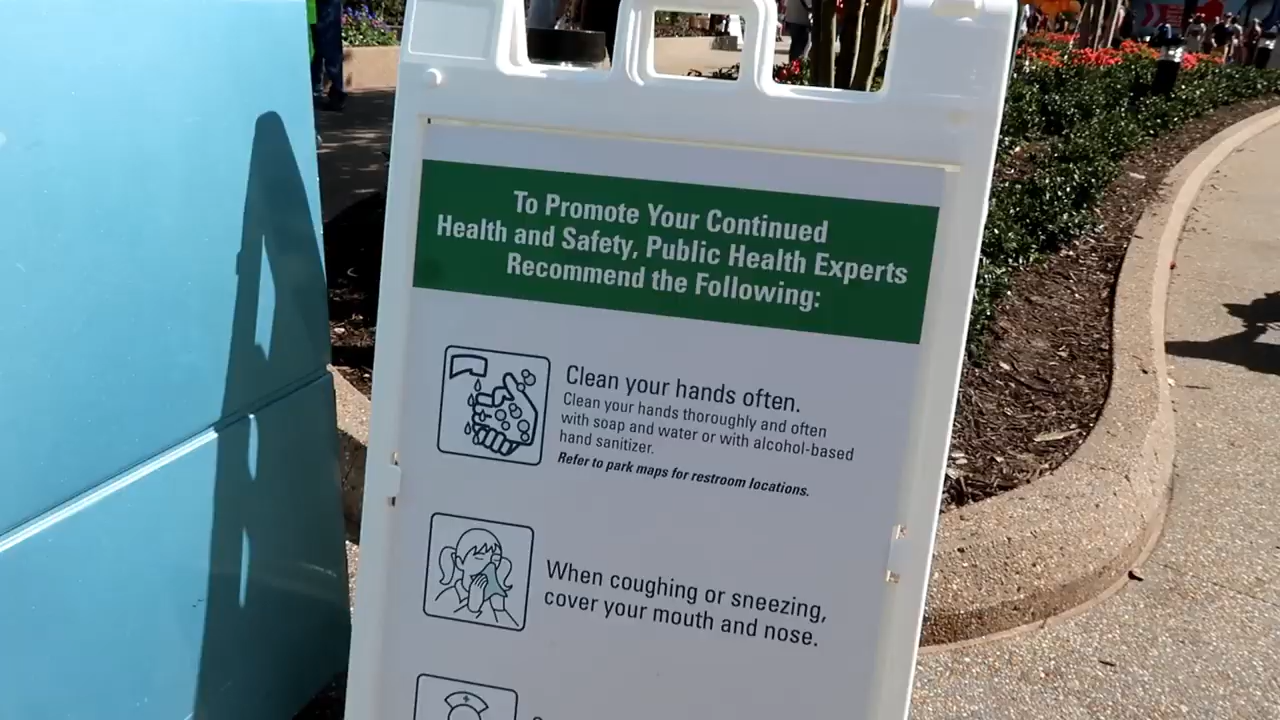 To Promote Your Continued
Health and Safety, Public Health Experts
Recommend the Following:
Clean your hands often.
Clean your hands thoroughly and often
with soap and water or with alcohol-based
hand sanitizer.
Refer to park maps for restroom locations.
When coughing or sneezing,
cover your mouth and nose.